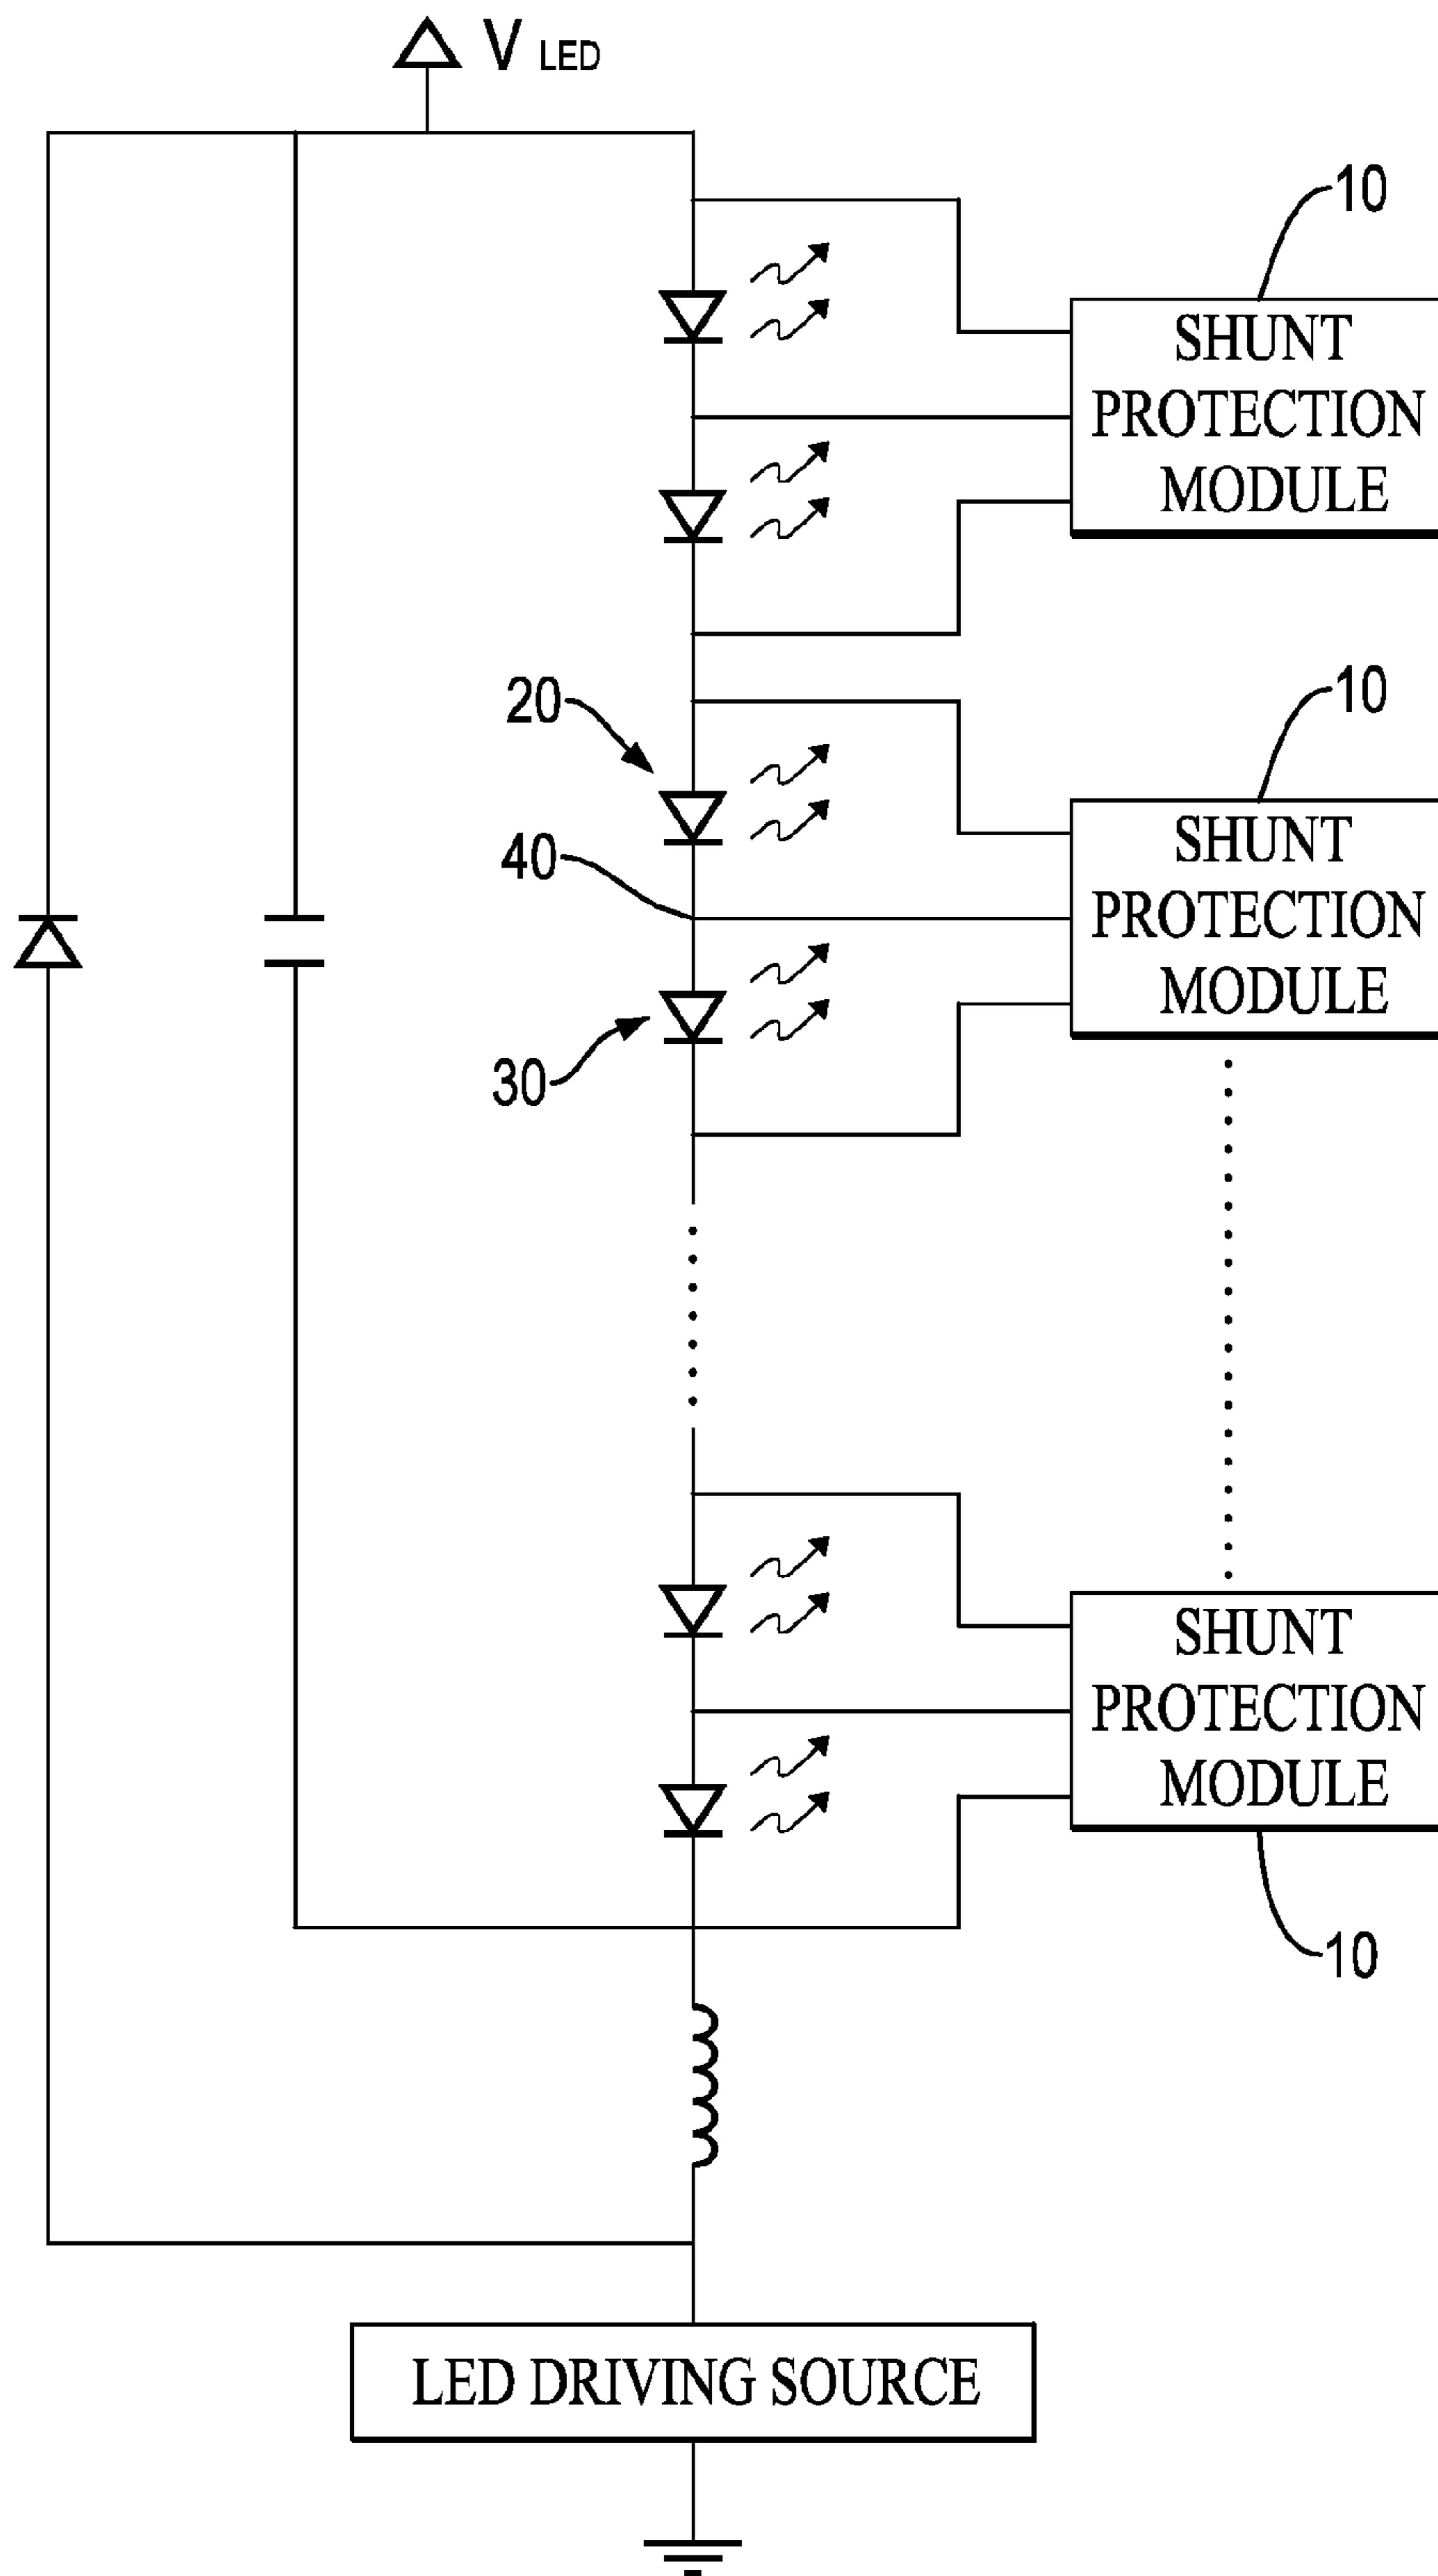 V LED
10
SHUNT
PROTECTION
MODULE
20
10
40
SHUNT
PROTECTION
MODULE
30
SHUNT
PROTECTION
MODULE
10
LED DRIVING SOURCE